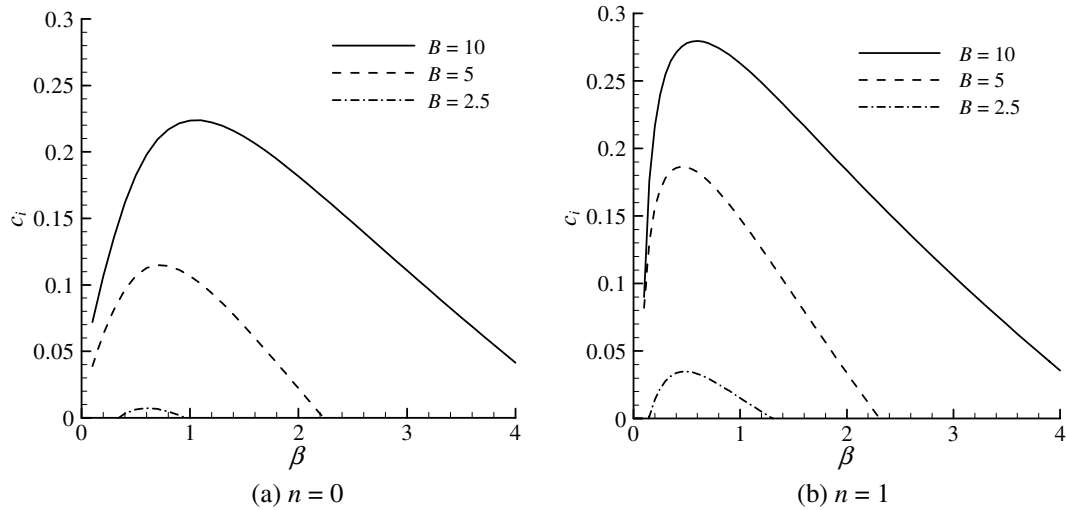 0.3
0.25
0.2
0.15
0.1
0.05
0
c_i
0 1 2 3 4
β
B = 10
B = 5
B = 2.5
(a) n = 0
0.3
0.25
0.2
0.15
0.1
0.05
0
c_i
0 1 2 3 4
β
B = 10
B = 5
B = 2.5
(b) n = 1